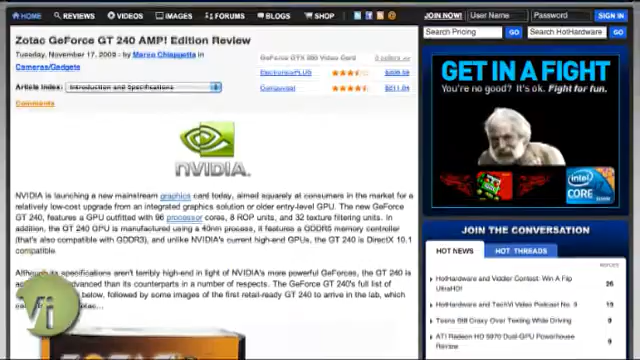 HOME REVIEWS VIDEOS IMAGES FORUMS BLOGS SHOP
JOIN NOW! User Name Password SIGN IN
Search Pricing GO Search HotHardware GO
Zotac GeForce GT 240 AMP! Edition Review
Tuesday, November 17, 2009 - by Marco Chiappetta in
Cameras/Gadgets
Article Index: Introduction and Specifications
Comments
GeForce GTX 260 Video Card
NVIDIA
NVIDIA is launching a new mainstream graphics card today, aimed squarely at consumers in the market for a
relatively low-cost upgrade from an integrated graphics solution or older entry-level GPU. The new GeForce
GT 240, features a GPU outfitted with 96 processor cores, 8 ROP units, and 32 texture filtering units. In
addition, the GT 240 GPU is manufactured using a 40nm process, it features a GDDR5 memory controller
(that's also compatible with GDDR3), and unlike NVIDIA's current high-end GPUs, the GT 240 is DirectX 10.1
compatible.
Although its specifications aren't terribly high-end in light of NVIDIA's more powerful GeForces, the GT 240 is
advanced than its counterparts in a number of respects. The GeForce GT 240's full list of
below, followed by some images of the first retail-ready GT 240 to arrive in the lab, which
Vi
ZOTAC
GET IN A FIGHT
You're no good? It's ok. Fight for fun.
intel
CORE
JOIN THE CONVERSATION
HOT NEWS HOT THREADS
HotHardware and Viddler Contest: Win A Flip
UltraHD! 26
HotHardware and TechVi Video Podcast No. 3 15
Teens Still Crazy Over Texting While Driving 9
ATI Radeon HD 5970 Dual-GPU Powerhouse
Review 9